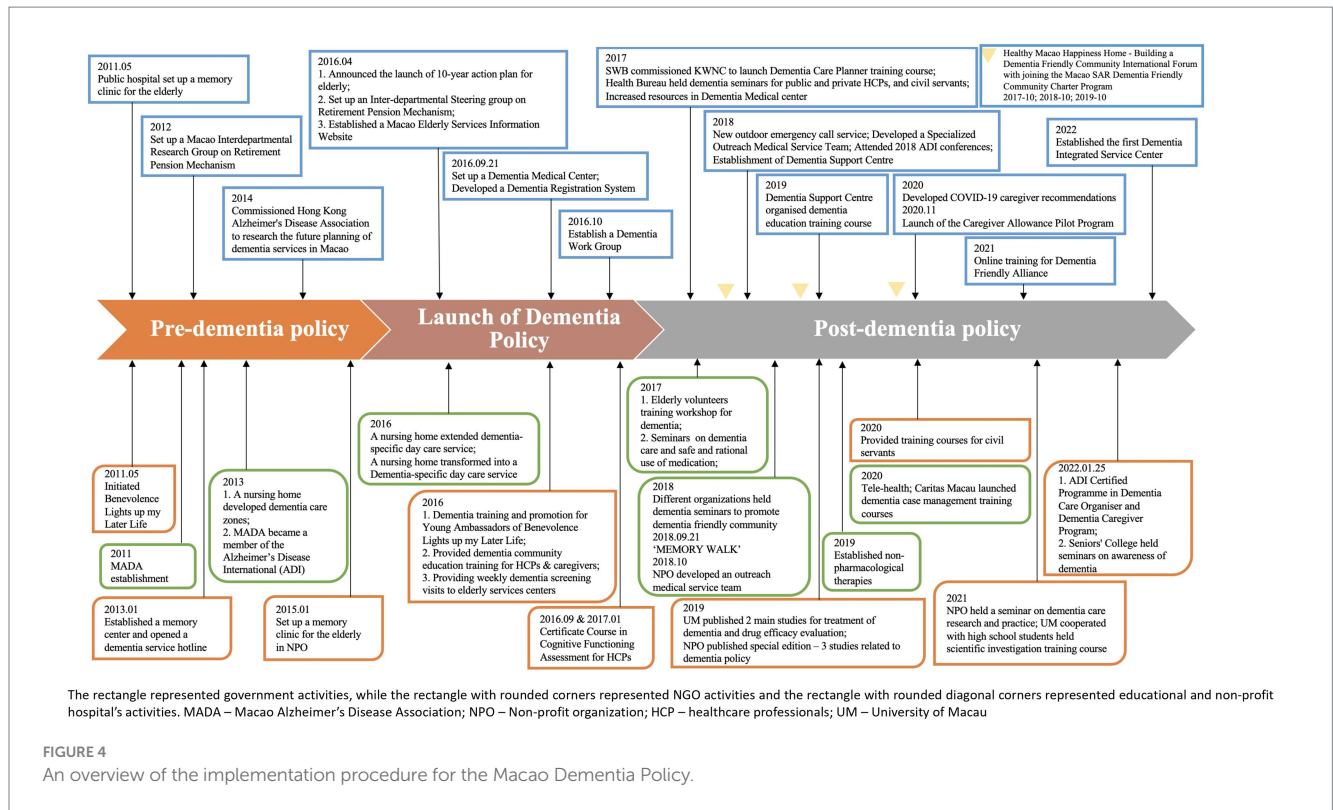 2011.05
Public hospital set up a memory
clinic for the elderly
2012
Set up a Macao Interdepartmental
Research Group on Retirement
Pension Mechanism
2014
Commissioned Hong Kong
Alzheimer's Disease Association
to research the future planning of
dementia services in Macao
2016.04
1. Announced the launch of 10-year action plan for
elderly;
2. Set up an Inter-departmental Steering group on
Retirement Pension Mechanism;
3. Established a Macao Elderly Services Information
Website
2016.09.21
Set up a Dementia Medical Center;
Developed a Dementia Registration System
2016.10
Establish a Dementia
Work Group
2017
SWB commissioned KWNC to launch Dementia Care Planner training course;
Health Bureau held dementia seminars for public and private HCPs, and civil servants;
Increased resources in Dementia Medical center
2018
New outdoor emergency call service; Developed a Specialized
Outreach Medical Service Team; Attended 2018 ADI conferences;
Establishment of Dementia Support Centre
2019
Dementia Support Centre
organised dementia
education training course
2020
Developed COVID-19 caregiver recommendations
2020.11
Launch of the Caregiver Allowance Pilot Program
2021
Online training for Dementia
Friendly Alliance
Healthy Macao Happiness Home - Building a
Dementia Friendly Community International Forum
with joining the Macao SAR Dementia Friendly
Community Charter Program
2017-10; 2018-10; 2019-10
2022
Established the first Dementia
Integrated Service Center
Pre-dementia policy
Launch of Dementia
Policy
Post-dementia policy
2011.05
Initiated
Benevolence
Lights up my
Later Life
2011
MADA
establishment
2013.01
Established a memory
center and opened a
dementia service hotline
2013
1. A nursing home
developed dementia care
zones;
2. MADA became a
member of the
Alzheimer's Disease
International (ADI)
2015.01
Set up a memory
clinic for the elderly
in NPO
2016
A nursing home extended dementia-
specific day care service;
A nursing home transformed into a
Dementia-specific day care service
2016
1. Dementia training and promotion for
Young Ambassadors of Benevolence
Lights up my Later Life;
2. Provided dementia community
education training for HCPs & caregivers;
3. Providing weekly dementia screening
visits to elderly services centers
2016.09 & 2017.01
Certificate Course in
Cognitive Functioning
Assessment for HCPs
2017
1. Elderly volunteers
training workshop for
dementia;
2. Seminars on dementia
care and safe and rational
use of medication;
2018
Different organizations held
dementia seminars to promote
dementia friendly community
2018.09.21
‘MEMORY WALK’
2018.10
NPO developed an outreach
medical service team
2019
UM published 2 main studies for treatment of
dementia and drug efficacy evaluation;
NPO published special edition – 3 studies related to
dementia policy
2019
Established non-
pharmacological
therapies
2020
Provided training courses for civil
servants
2020
Tele-health; Caritas Macau launched
dementia case management training
courses
2021
NPO held a seminar on dementia care
research and practice; UM cooperated
with high school students held
scientific investigation training course
2022.01.25
1. ADI Certified
Programme in Dementia
Care Organiser and
Dementia Caregiver
Program;
2. Seniors' College held
seminars on awareness of
dementia
The rectangle represented government activities, while the rectangle with rounded corners represented NGO activities and the rectangle with rounded diagonal corners represented educational and non-profit
hospital's activities. MADA – Macao Alzheimer's Disease Association; NPO – Non-profit organization; HCP – healthcare professionals; UM – University of Macau
FIGURE 4
An overview of the implementation procedure for the Macao Dementia Policy.